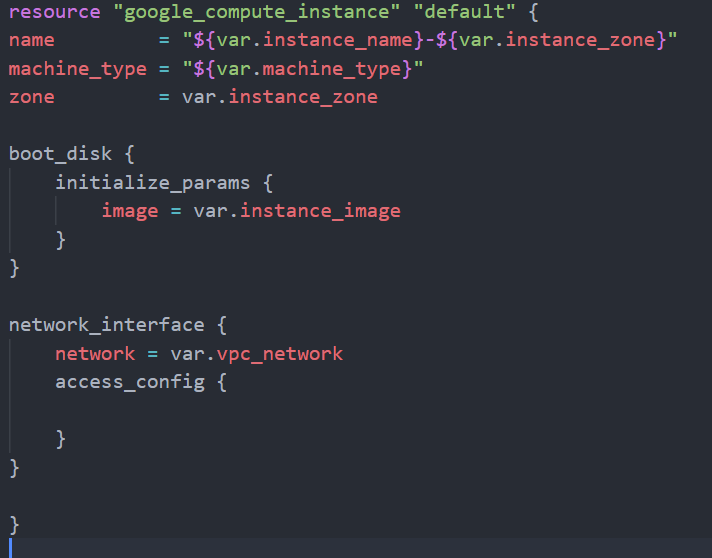 resource "google_compute_instance" "default" {
name         = "${var.instance_name}-${var.instance_zone}"
machine_type = "${var.machine_type}"
zone         = var.instance_zone

boot_disk {
    initialize_params {
        image = var.instance_image
    }
}

network_interface {
    network = var.vpc_network
    access_config {

    }
}

}